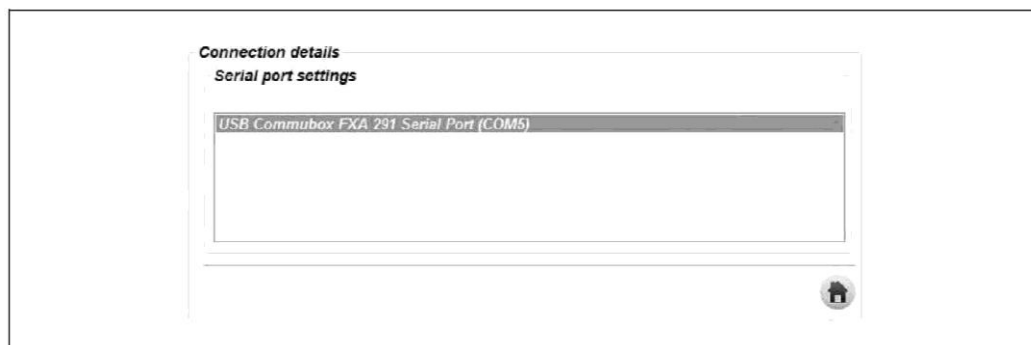 Connection details
Serial port settings
USB Commubox FXA 291 Serial Port (COM5)